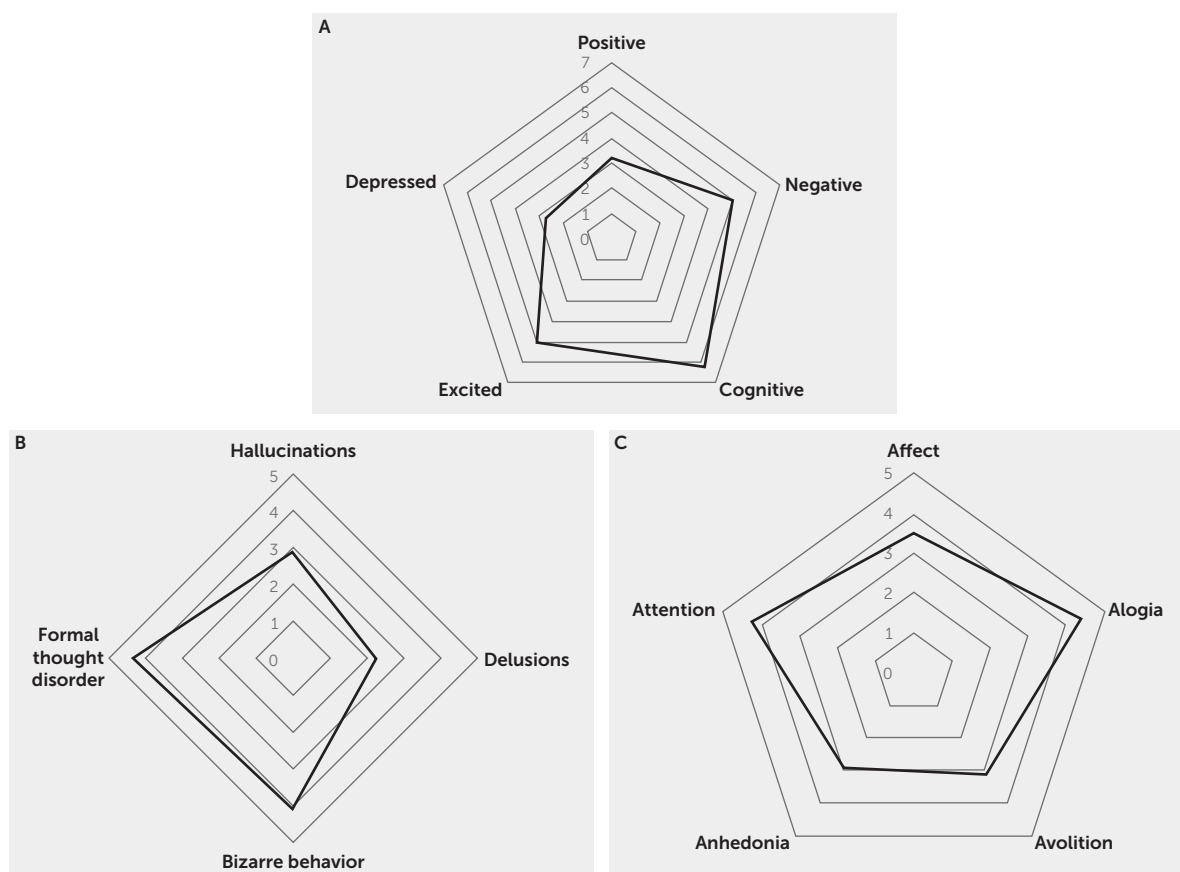 A
Positive
7
6
5
4
3
2
1
0
Depressed
Negative
Excited
Cognitive
B
Hallucinations
5
4
3
2
1
0
Formal
thought
disorder
Delusions
Bizarre behavior
C
Affect
5
4
3
2
1
0
Attention
Alogia
Anhedonia
Avolition